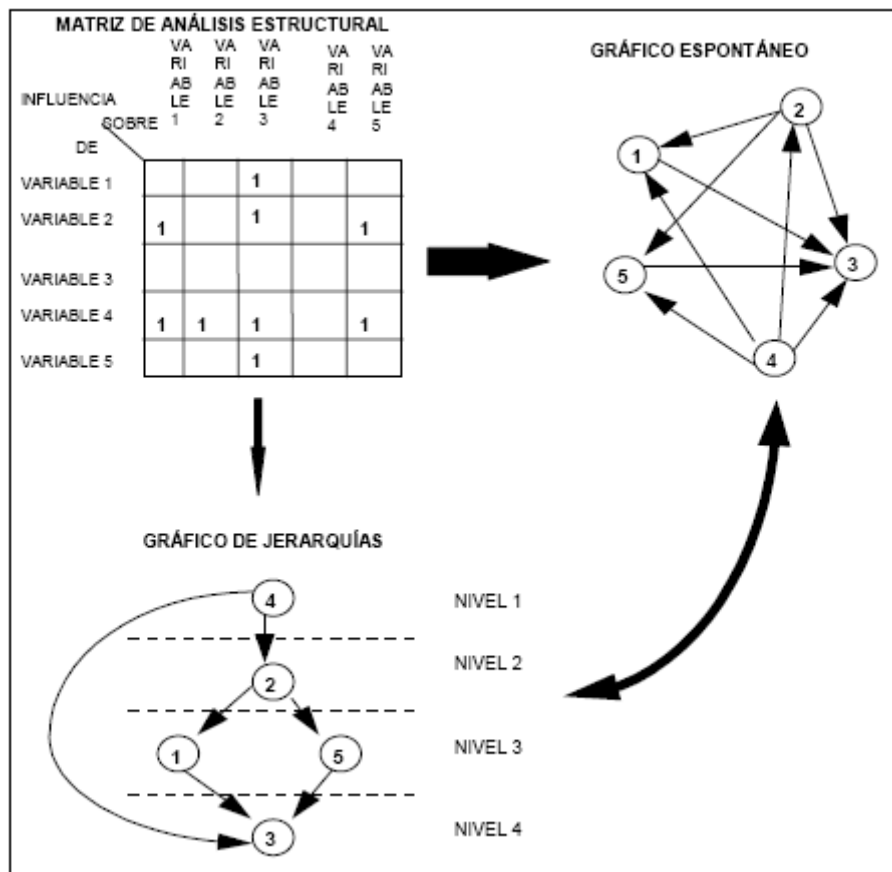 MATRIZ DE ANÁLISIS ESTRUCTURAL
VA VA VA VA VA
RI RI RI RI RI
AB AB AB AB AB
LE LE LE LE LE
1 2 3 4 5
INFLUENCIA
SOBRE
DE
VARIABLE 1 1
VARIABLE 2 1 1 1
VARIABLE 3
VARIABLE 4 1 1 1 1
VARIABLE 5 1
GRÁFICO ESPONTÁNEO
2
1
3
5
4
GRÁFICO DE JERARQUÍAS
4 NIVEL 1
2 NIVEL 2
1 5 NIVEL 3
3 NIVEL 4